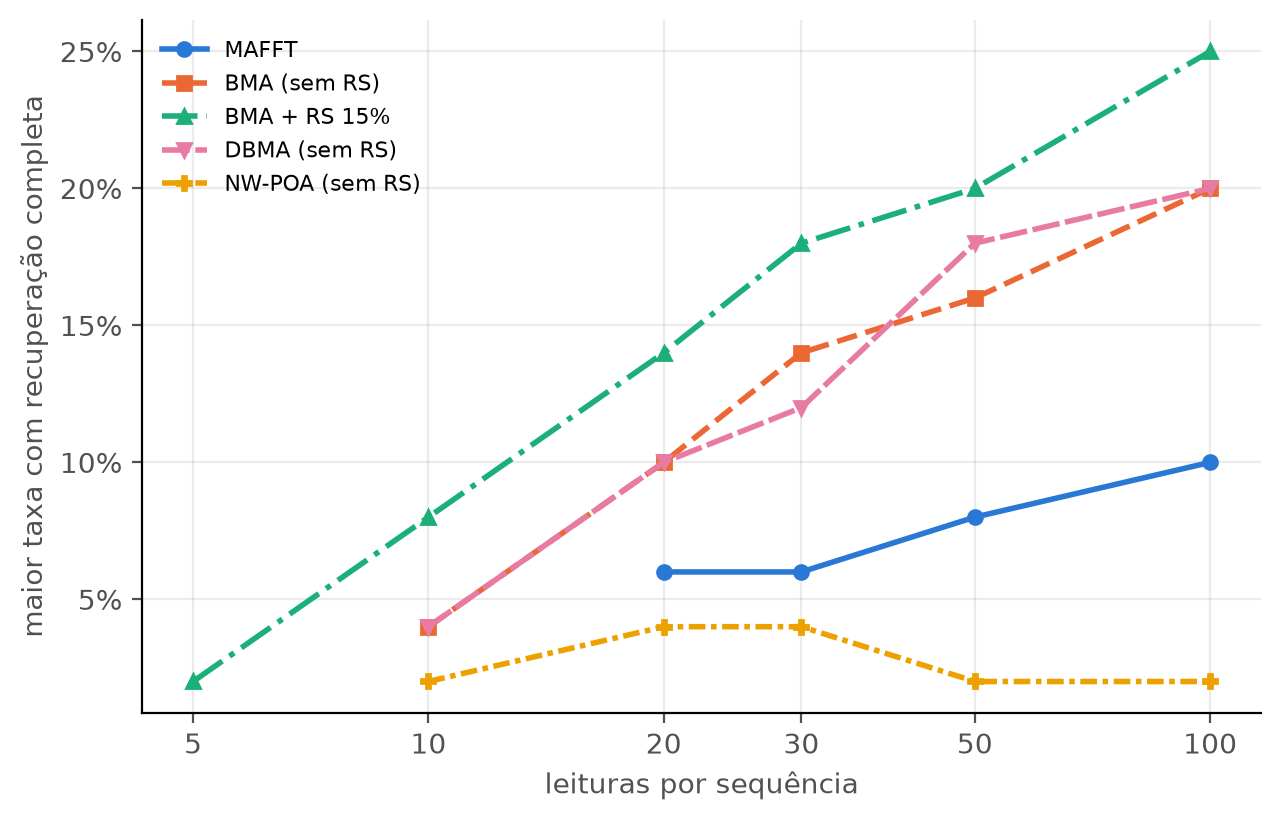 MAFFT
BMA (sem RS)
BMA + RS 15%
DBMA (sem RS)
NW-POA (sem RS)
maior taxa com recuperação completa
25%
20%
15%
10%
5%
5 10 20 30 50 100
leituras por sequência